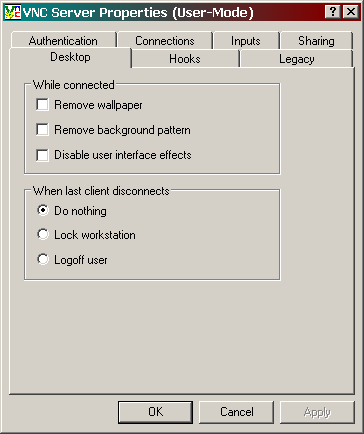 VNC Server Properties (User-Mode)
Authentication Connections Inputs Sharing
Desktop Hooks Legacy
While connected
Remove wallpaper
Remove background pattern
Disable user interface effects
When last client disconnects
Do nothing
Lock workstation
Logoff user
OK Cancel Apply